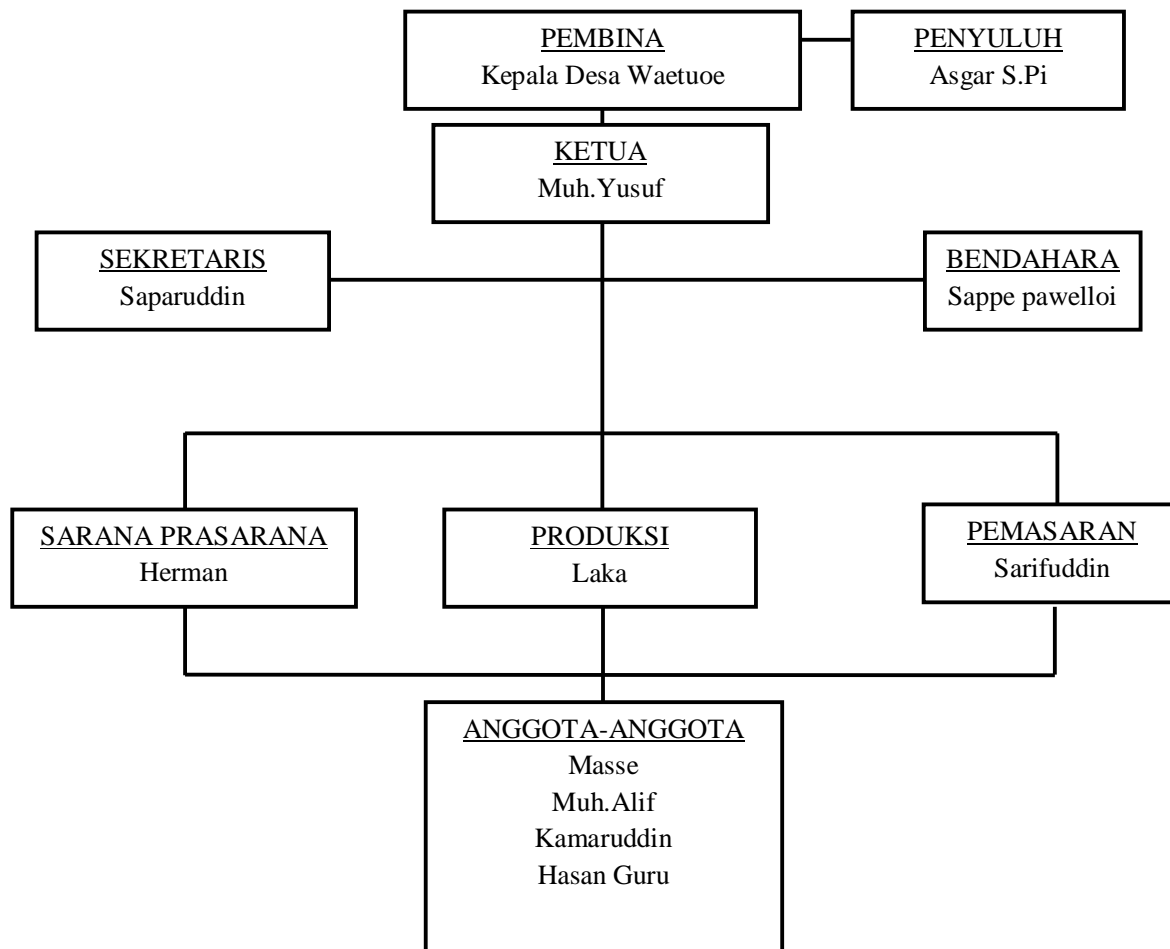 PEMBINA
Kepala Desa Waetuoe
PENYULUH
Asgar S.Pi
KETUA
Muh.Yusuf
SEKRETARIS
Saparuddin
BENDAHARA
Sappe pawelloi
SARANA PRASARANA
Herman
PRODUKSI
Laka
PEMASARAN
Sarifuddin
ANGGOTA-ANGGOTA
Masse
Muh.Alif
Kamaruddin
Hasan Guru